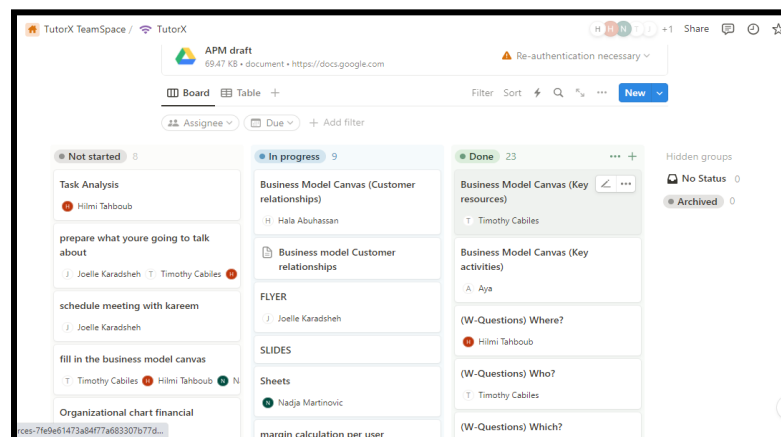 TutorX TeamSpace / TutorX
H H N T J +1 Share
APM draft
69.47 KB • document • https://docs.google.com
Re-authentication necessary
Board Table +
Filter Sort New
Assignee Due + Add filter
Not started 8
Task Analysis
H Hilmi Tahboub
prepare what youre going to talk
about
J Joelle Karadsheh T Timothy Cabiles H
schedule meeting with kareem
J Joelle Karadsheh
fill in the business model canvas
T Timothy Cabiles H Hilmi Tahboub N N
Organizational chart financial
rces-7fe9e61473a84f77a683307b77d...
In progress 9
Business Model Canvas (Customer
relationships)
H Hala Abuhassan
Business model Customer
relationships
FLYER
J Joelle Karadsheh
SLIDES
Sheets
N Nadja Martinovic
margin calculation per user
Done 23
Business Model Canvas (Key
resources)
T Timothy Cabiles
Business Model Canvas (Key
activities)
A Aya
(W-Questions) Where?
H Hilmi Tahboub
(W-Questions) Who?
T Timothy Cabiles
(W-Questions) Which?
Hidden groups
No Status 0
Archived 0